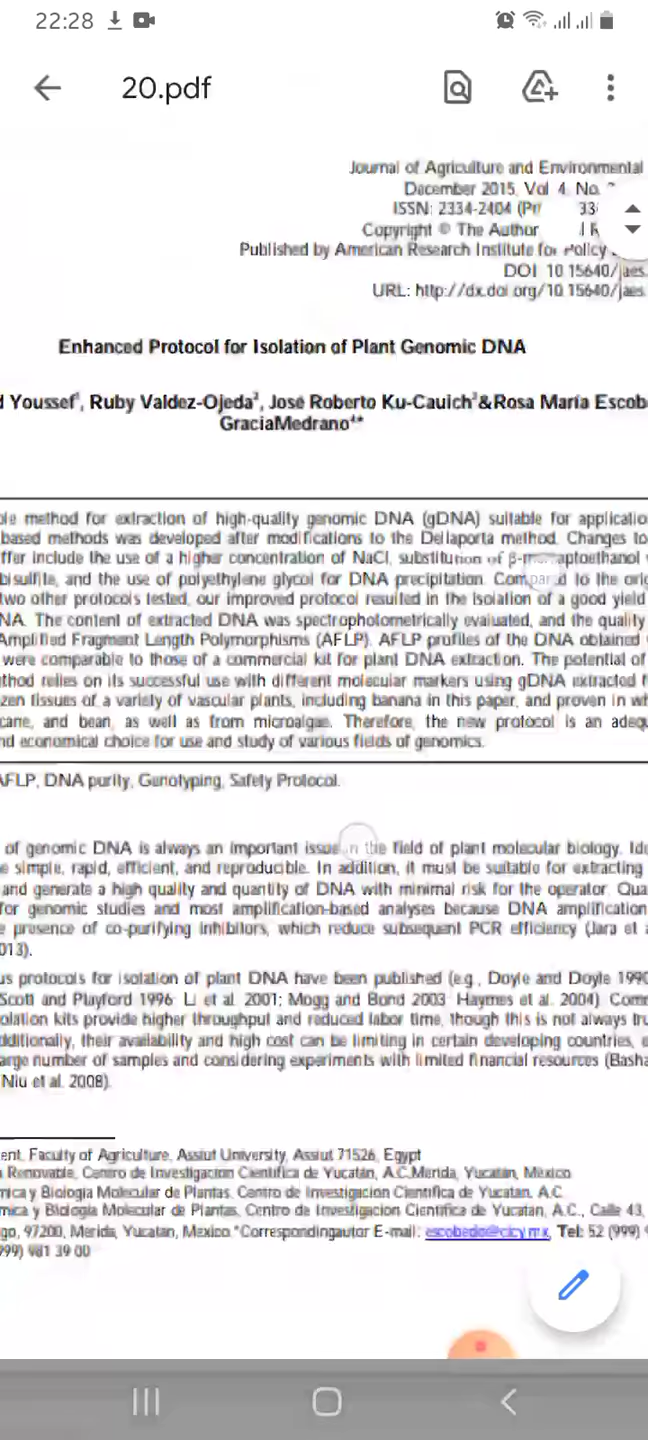 22:28
20.pdf
Journal of Agriculture and Environmental
December 2015, Vol. 4, No.
ISSN: 2334-2404 (Pr 33
Copyright © The Author
Published by American Research Institute for Policy
DOI: 10.15640/jaes.
URL: http://dx.doi.org/10.15640/jaes.
Enhanced Protocol for Isolation of Plant Genomic DNA
d Youssef¹, Ruby Valdez-Ojeda², José Roberto Ku-Cauich³&Rosa María Escob
GraciaMedrano⁴*
ble method for extraction of high-quality genomic DNA (gDNA) suitable for applicatio
based methods was developed after modifications to the Dellaporta method. Changes to
ffer include the use of a higher concentration of NaCl, substitution of β-mercaptoethanol
bisulfite, and the use of polyethylene glycol for DNA precipitation. Compared to the orig
two other protocols tested, our improved protocol resulted in the isolation of a good yield
NA. The content of extracted DNA was spectrophotometrically evaluated, and the quality
Amplified Fragment Length Polymorphisms (AFLP). AFLP profiles of the DNA obtained
were comparable to those of a commercial kit for plant DNA extraction. The potential of
thod relies on its successful use with different molecular markers using gDNA extracted f
zen tissues of a variety of vascular plants, including banana in this paper, and proven in wh
cane, and bean, as well as from microalgae. Therefore, the new protocol is an adequ
nd economical choice for use and study of various fields of genomics.
AFLP, DNA purity, Genotyping, Safety Protocol.
of genomic DNA is always an important issue in the field of plant molecular biology. Ide
e simple, rapid, efficient, and reproducible. In addition, it must be suitable for extracting
and generate a high quality and quantity of DNA with minimal risk for the operator. Qua
for genomic studies and most amplification-based analyses because DNA amplification
e presence of co-purifying inhibitors, which reduce subsequent PCR efficiency (Jara et a
013).
us protocols for isolation of plant DNA have been published (e.g., Doyle and Doyle 1990
Scott and Playford 1996; Li et al. 2001; Mogg and Bond 2003; Haymes et al. 2004). Com
olation kits provide higher throughput and reduced labor time, though this is not always tru
dditionally, their availability and high cost can be limiting in certain developing countries, e
arge number of samples and considering experiments with limited financial resources (Basha
Niu et al. 2008).
ent, Faculty of Agriculture, Assiut University, Assiut 71526, Egypt
a Renovable, Centro de Investigación Científica de Yucatán, A.C.Merida, Yucatán, México
mica y Biología Molecular de Plantas, Centro de Investigación Científica de Yucatán, A.C.
mica y Biología Molecular de Plantas, Centro de Investigación Científica de Yucatán, A.C., Calle 43,
go, 97200, Merida, Yucatan, Mexico.*Correspondingautor E-mail: escobedo@cicy.mx, Tel: 52 (999)
999) 981 39 00